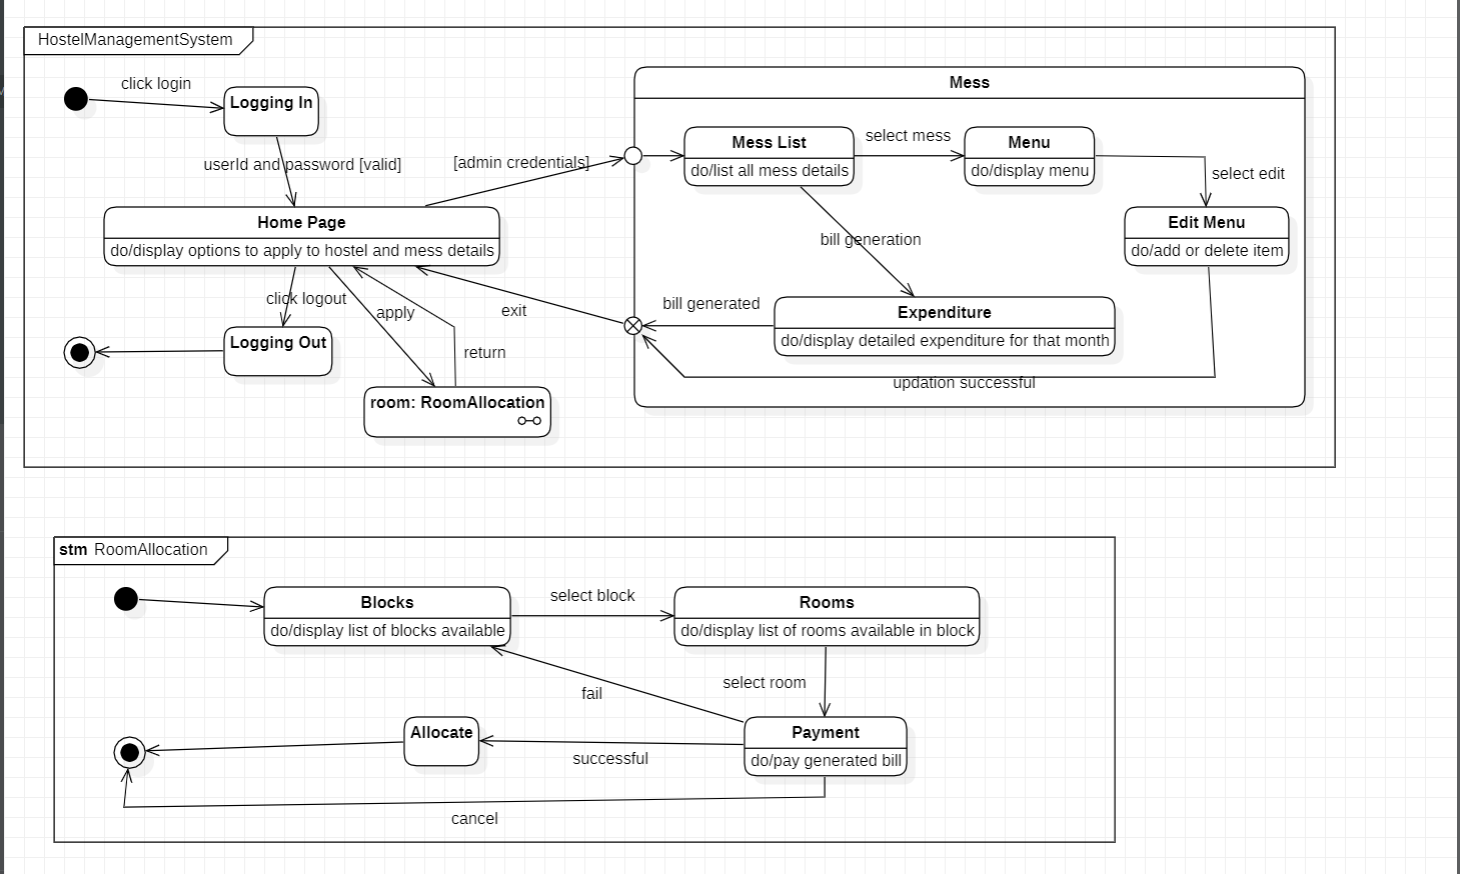 HostelManagementSystem
click login
Logging In
userId and password [valid]
[admin credentials]
Home Page
do/display options to apply to hostel and mess details
click logout
apply
exit
return
Logging Out
room: RoomAllocation
Mess
Mess List
do/list all mess details
select mess
Menu
do/display menu
select edit
Edit Menu
do/add or delete item
bill generation
bill generated
Expenditure
do/display detailed expenditure for that month
updation successful
stm RoomAllocation
Blocks
do/display list of blocks available
select block
Rooms
do/display list of rooms available in block
select room
fail
Payment
do/pay generated bill
successful
Allocate
cancel